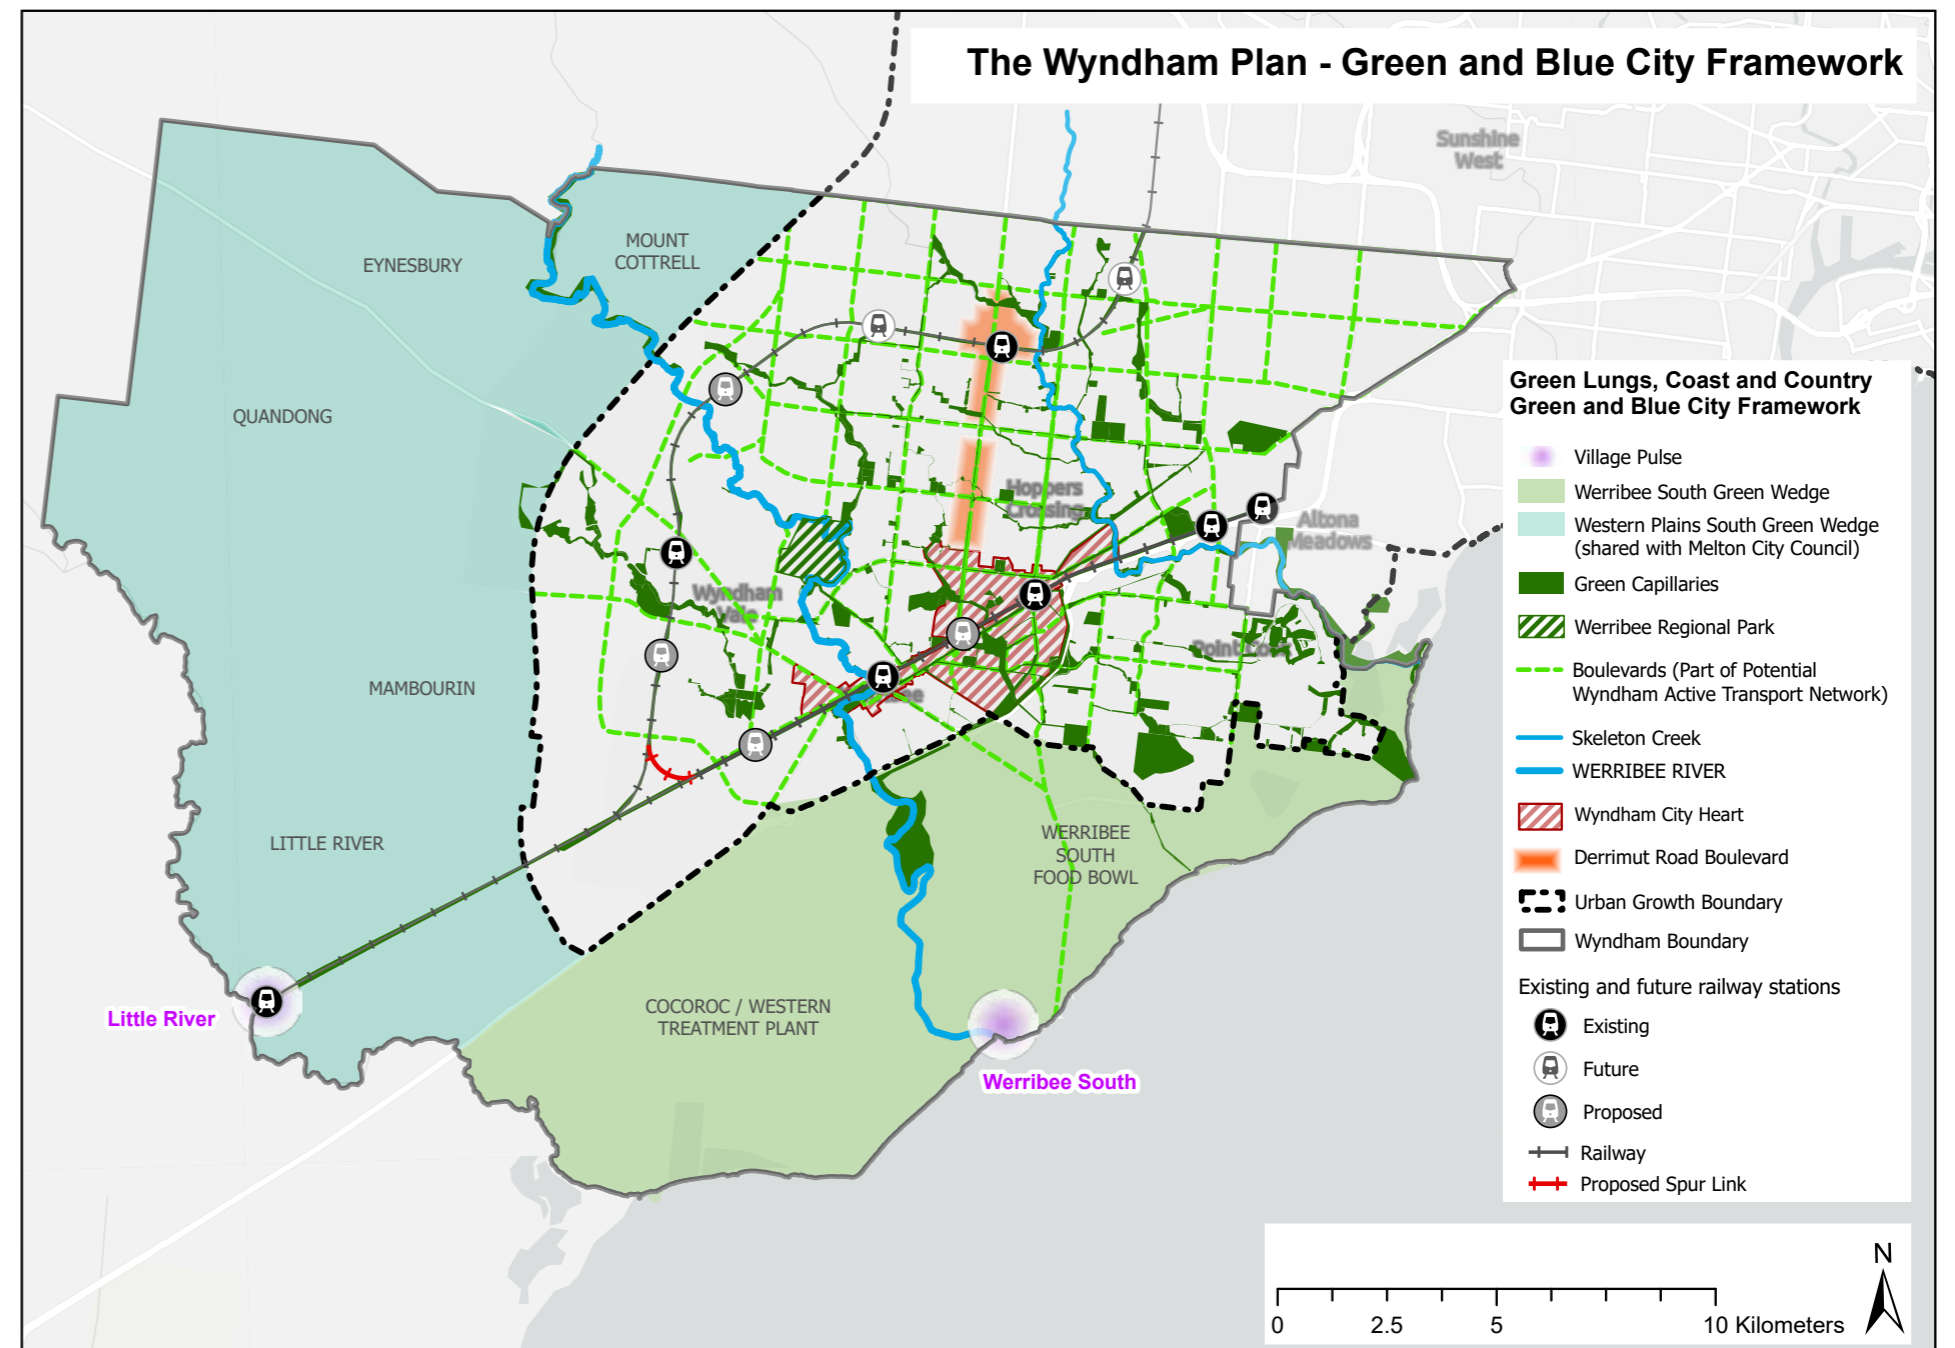 The Wyndham Plan - Green and Blue City Framework
Sunshine
West
MOUNT
COTTRELL
EYNESBURY
QUANDONG
Hoppers
Crossing
Altona
Meadows
Wyndham
Vale
Point Cook
MAMBOURIN
LITTLE RIVER
WERRIBEE
SOUTH
FOOD BOWL
COCOROC / WESTERN
TREATMENT PLANT
Little River
Werribee South
Green Lungs, Coast and Country
Green and Blue City Framework
Village Pulse
Werribee South Green Wedge
Western Plains South Green Wedge
(shared with Melton City Council)
Green Capillaries
Werribee Regional Park
Boulevards (Part of Potential
Wyndham Active Transport Network)
Skeleton Creek
WERRIBEE RIVER
Wyndham City Heart
Derrimut Road Boulevard
Urban Growth Boundary
Wyndham Boundary
Existing and future railway stations
Existing
Future
Proposed
Railway
Proposed Spur Link
N
0 2.5 5 10 Kilometers